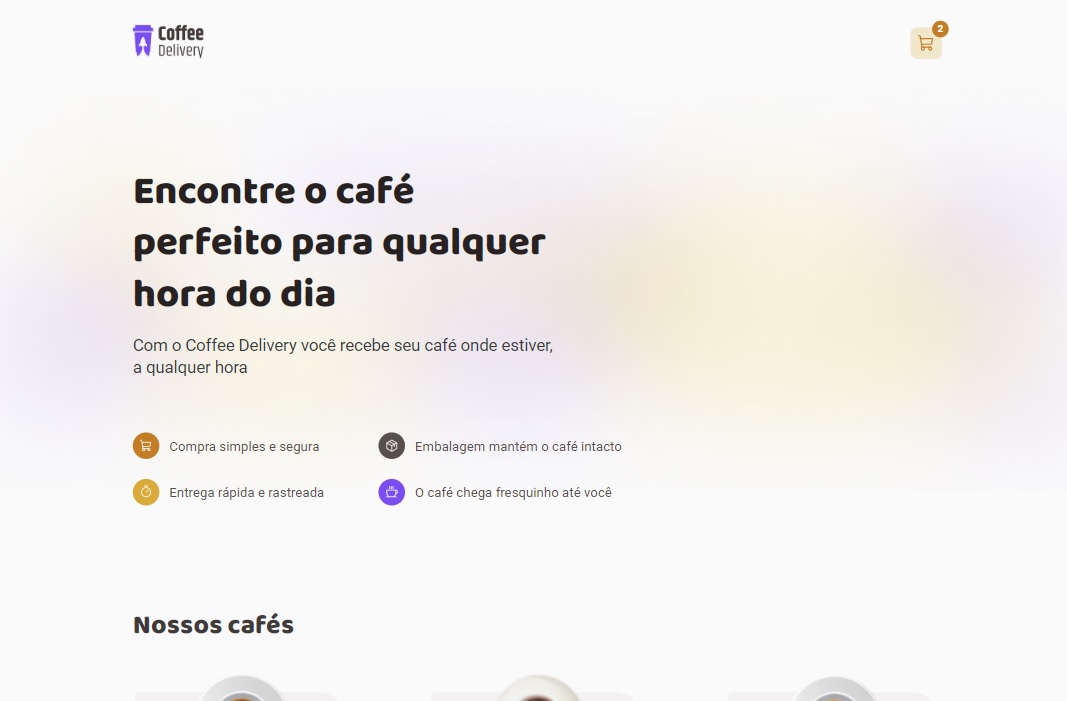 Coffee
Delivery
2
Encontre o café
perfeito para qualquer
hora do dia
Com o Coffee Delivery você recebe seu café onde estiver,
a qualquer hora
Compra simples e segura
Embalagem mantém o café intacto
Entrega rápida e rastreada
O café chega fresquinho até você
Nossos cafés